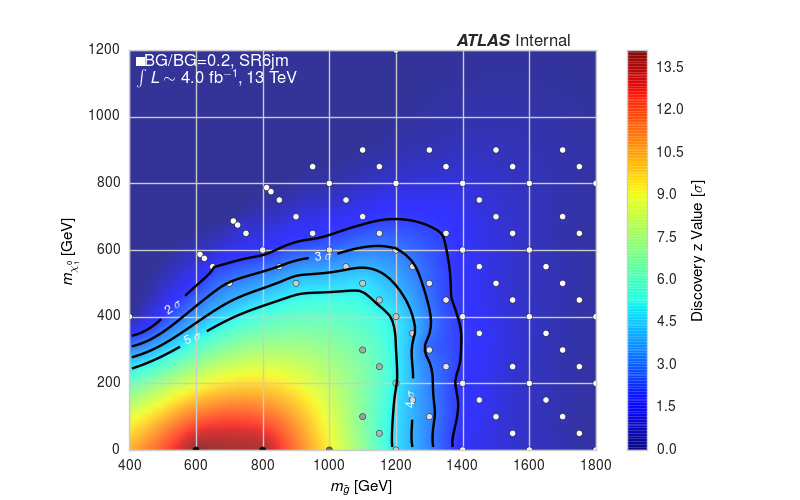 ATLAS Internal
BG/BG=0.2, SR6jm
∫ L ∼ 4.0 fb⁻¹, 13 TeV
1200
1000
800
600
400
200
0
400 600 800 1000 1200 1400 1600 1800
m_χ̃₁⁰ [GeV]
m_g̃ [GeV]
2 σ
3 σ
5 σ
4 σ
13.5
12.0
10.5
9.0
7.5
6.0
4.5
3.0
1.5
0.0
Discovery z Value [σ]